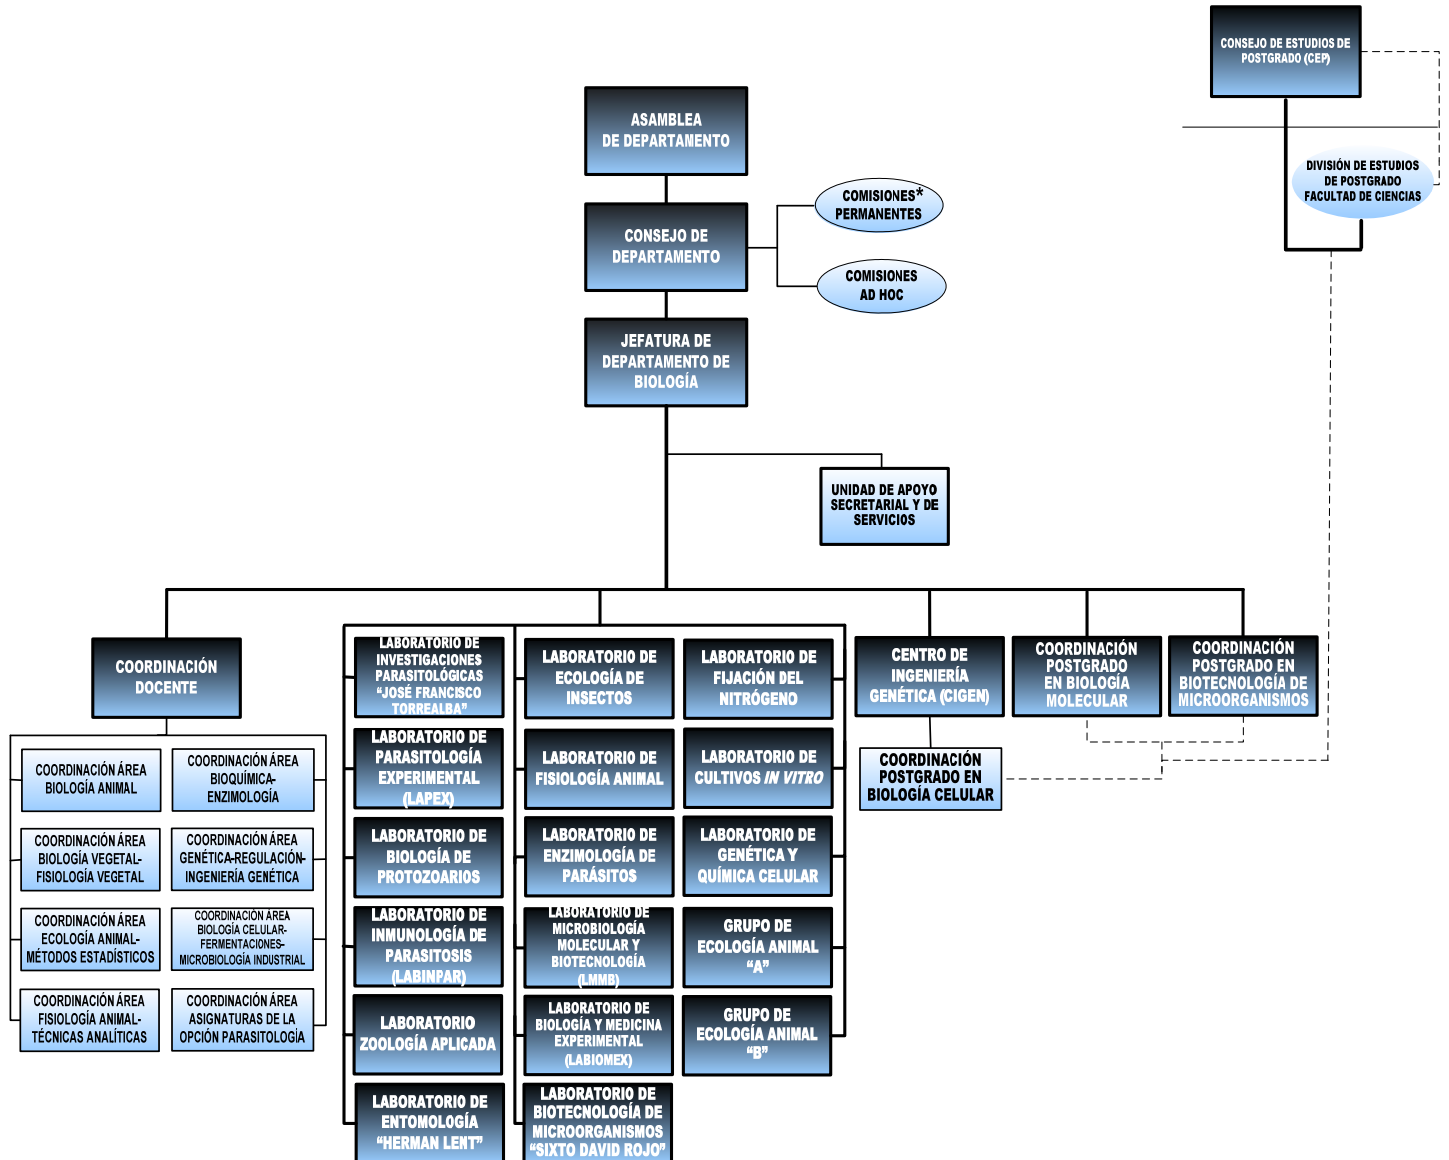 CONSEJO DE ESTUDIOS DE
POSTGRADO (CEP)
ASAMBLEA
DE DEPARTAMENTO
DIVISIÓN DE ESTUDIOS
DE POSTGRADO
FACULTAD DE CIENCIAS
COMISIONES*
PERMANENTES
CONSEJO DE
DEPARTAMENTO
COMISIONES
AD HOC
JEFATURA DE
DEPARTAMENTO DE
BIOLOGÍA
UNIDAD DE APOYO
SECRETARIAL Y DE
SERVICIOS
COORDINACIÓN
DOCENTE
COORDINACIÓN ÁREA
BIOLOGÍA ANIMAL
COORDINACIÓN ÁREA
BIOQUÍMICA-
ENZIMOLOGÍA
COORDINACIÓN ÁREA
BIOLOGÍA VEGETAL-
FISIOLOGÍA VEGETAL
COORDINACIÓN ÁREA
GENÉTICA-REGULACIÓN-
INGENIERÍA GENÉTICA
COORDINACIÓN ÁREA
ECOLOGÍA ANIMAL-
MÉTODOS ESTADÍSTICOS
COORDINACIÓN ÁREA
BIOLOGÍA CELULAR-
FERMENTACIONES-
MICROBIOLOGÍA INDUSTRIAL
COORDINACIÓN ÁREA
FISIOLOGÍA ANIMAL-
TÉCNICAS ANALÍTICAS
COORDINACIÓN ÁREA
ASIGNATURAS DE LA
OPCIÓN PARASITOLOGÍA
LABORATORIO DE
INVESTIGACIONES
PARASITOLÓGICAS
“JOSÉ FRANCISCO
TORREALBA”
LABORATORIO DE
PARASITOLOGÍA
EXPERIMENTAL
(LAPEX)
LABORATORIO DE
BIOLOGÍA DE
PROTOZOARIOS
LABORATORIO DE
INMUNOLOGÍA DE
PARASITOSIS
(LABINPAR)
LABORATORIO
ZOOLOGÍA APLICADA
LABORATORIO DE
ENTOMOLOGÍA
“HERMAN LENT”
LABORATORIO DE
ECOLOGÍA DE
INSECTOS
LABORATORIO DE
FISIOLOGÍA ANIMAL
LABORATORIO DE
ENZIMOLOGÍA DE
PARÁSITOS
LABORATORIO DE
MICROBIOLOGÍA
MOLECULAR Y
BIOTECNOLOGÍA
(LMMB)
LABORATORIO DE
BIOLOGÍA Y MEDICINA
EXPERIMENTAL
(LABIOMEX)
LABORATORIO DE
BIOTECNOLOGÍA DE
MICROORGANISMOS
“SIXTO DAVID ROJO”
LABORATORIO DE
FIJACIÓN DEL
NITRÓGENO
LABORATORIO DE
CULTIVOS IN VITRO
LABORATORIO DE
GENÉTICA Y
QUÍMICA CELULAR
GRUPO DE
ECOLOGÍA ANIMAL
“A”
GRUPO DE
ECOLOGÍA ANIMAL
“B”
CENTRO DE
INGENIERÍA
GENÉTICA (CIGEN)
COORDINACIÓN
POSTGRADO EN
BIOLOGÍA CELULAR
COORDINACIÓN
POSTGRADO
EN BIOLOGÍA
MOLECULAR
COORDINACIÓN
POSTGRADO EN
BIOTECNOLOGÍA DE
MICROORGANISMOS